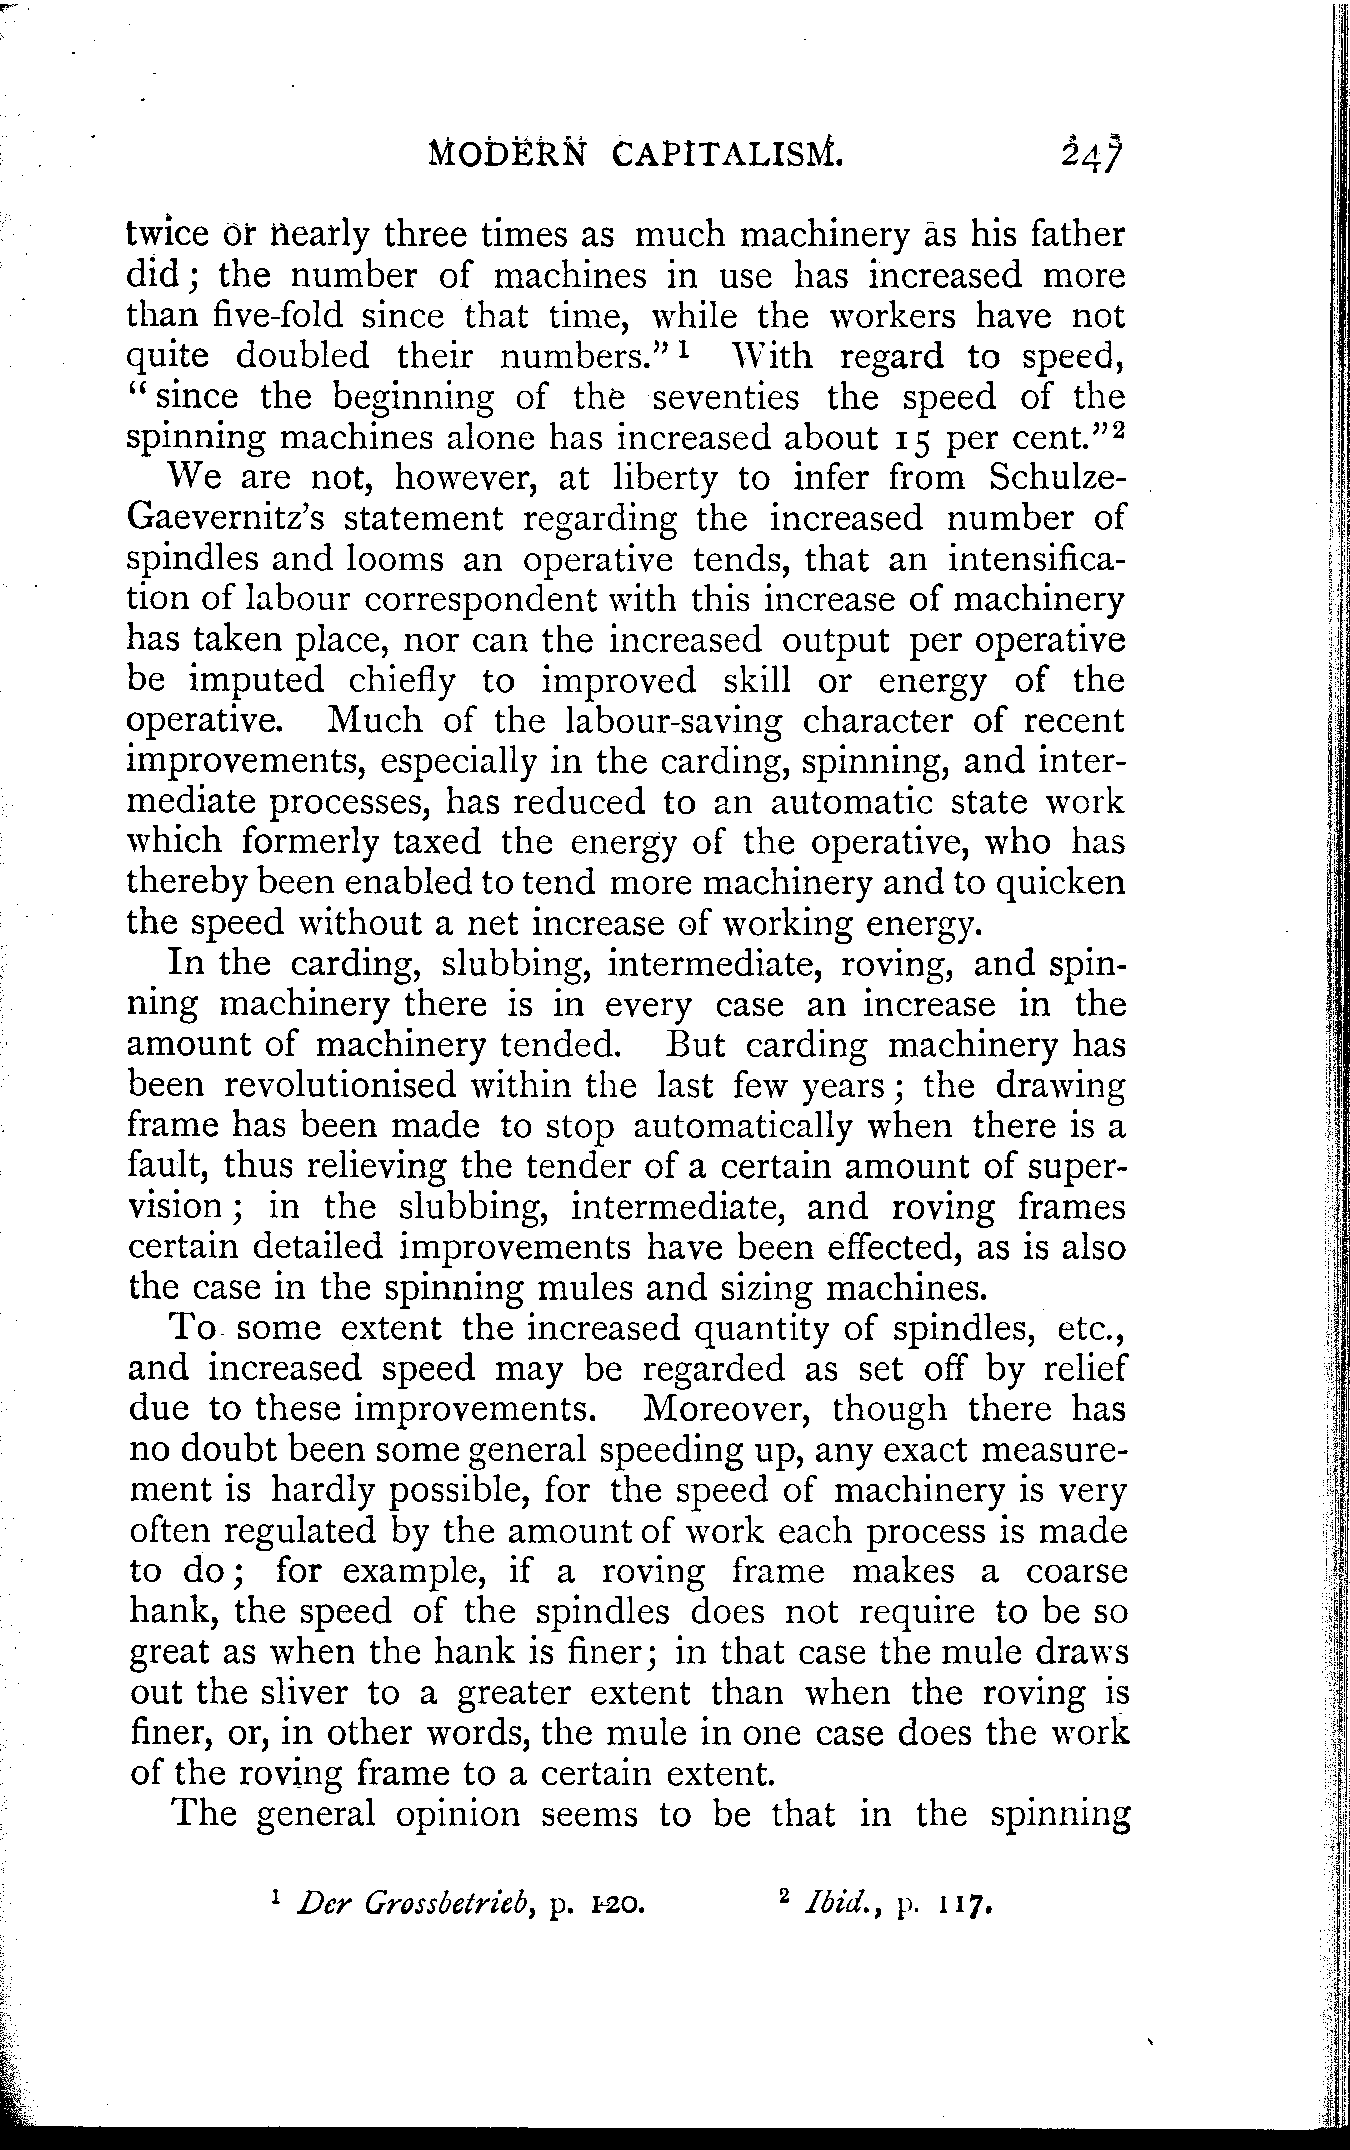 MODERN CAPITALISM. 247
twice or nearly three times as much machinery as his father
did; the number of machines in use has increased more
than five-fold since that time, while the workers have not
quite doubled their numbers."¹ With regard to speed,
"since the beginning of the seventies the speed of the
spinning machines alone has increased about 15 per cent."²
We are not, however, at liberty to infer from Schulze-
Gaevernitz's statement regarding the increased number of
spindles and looms an operative tends, that an intensifica-
tion of labour correspondent with this increase of machinery
has taken place, nor can the increased output per operative
be imputed chiefly to improved skill or energy of the
operative. Much of the labour-saving character of recent
improvements, especially in the carding, spinning, and inter-
mediate processes, has reduced to an automatic state work
which formerly taxed the energy of the operative, who has
thereby been enabled to tend more machinery and to quicken
the speed without a net increase of working energy.
In the carding, slubbing, intermediate, roving, and spin-
ning machinery there is in every case an increase in the
amount of machinery tended. But carding machinery has
been revolutionised within the last few years; the drawing
frame has been made to stop automatically when there is a
fault, thus relieving the tender of a certain amount of super-
vision; in the slubbing, intermediate, and roving frames
certain detailed improvements have been effected, as is also
the case in the spinning mules and sizing machines.
To some extent the increased quantity of spindles, etc.,
and increased speed may be regarded as set off by relief
due to these improvements. Moreover, though there has
no doubt been some general speeding up, any exact measure-
ment is hardly possible, for the speed of machinery is very
often regulated by the amount of work each process is made
to do; for example, if a roving frame makes a coarse
hank, the speed of the spindles does not require to be so
great as when the hank is finer; in that case the mule draws
out the sliver to a greater extent than when the roving is
finer, or, in other words, the mule in one case does the work
of the roving frame to a certain extent.
The general opinion seems to be that in the spinning
¹ Der Grossbetrieb, p. 120. ² Ibid., p. 117.